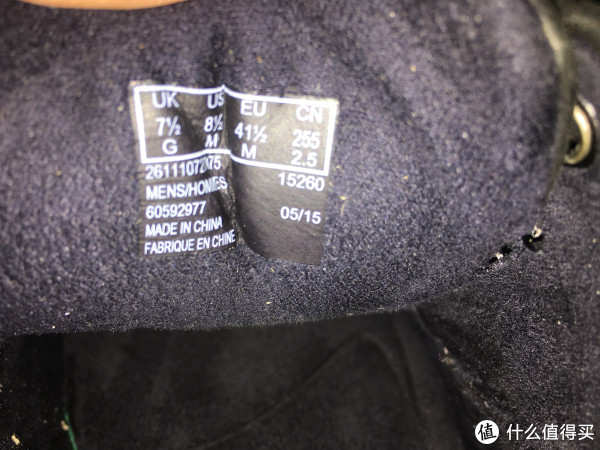 UK US EU CN
7½ 8½ 41½ 255
G M M 2.5
15260
MENS/HOMMES
60592977 05/15
MADE IN CHINA
FABRIQUE EN CHINE
值 什么值得买